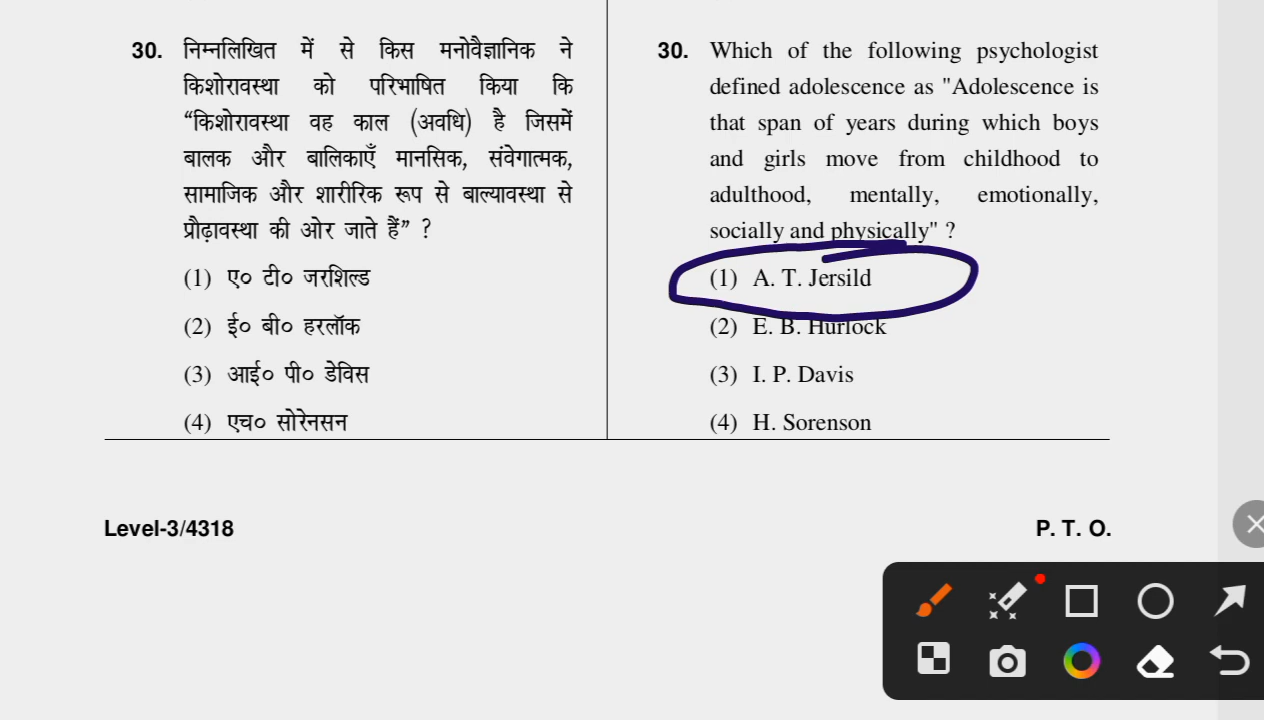 30. निम्नलिखित में से किस मनोवैज्ञानिक ने
किशोरावस्था को परिभाषित किया कि
“किशोरावस्था वह काल (अवधि) है जिसमें
बालक और बालिकाएँ मानसिक, संवेगात्मक,
सामाजिक और शारीरिक रूप से बाल्यावस्था से
प्रौढ़ावस्था की ओर जाते हैं” ?
(1) ए० टी० जरशिल्ड
(2) ई० बी० हरलॉक
(3) आई० पी० डेविस
(4) एच० सोरेनसन
30. Which of the following psychologist
defined adolescence as "Adolescence is
that span of years during which boys
and girls move from childhood to
adulthood, mentally, emotionally,
socially and physically" ?
(1) A. T. Jersild
(2) E. B. Hurlock
(3) I. P. Davis
(4) H. Sorenson
Level-3/4318
P. T. O.